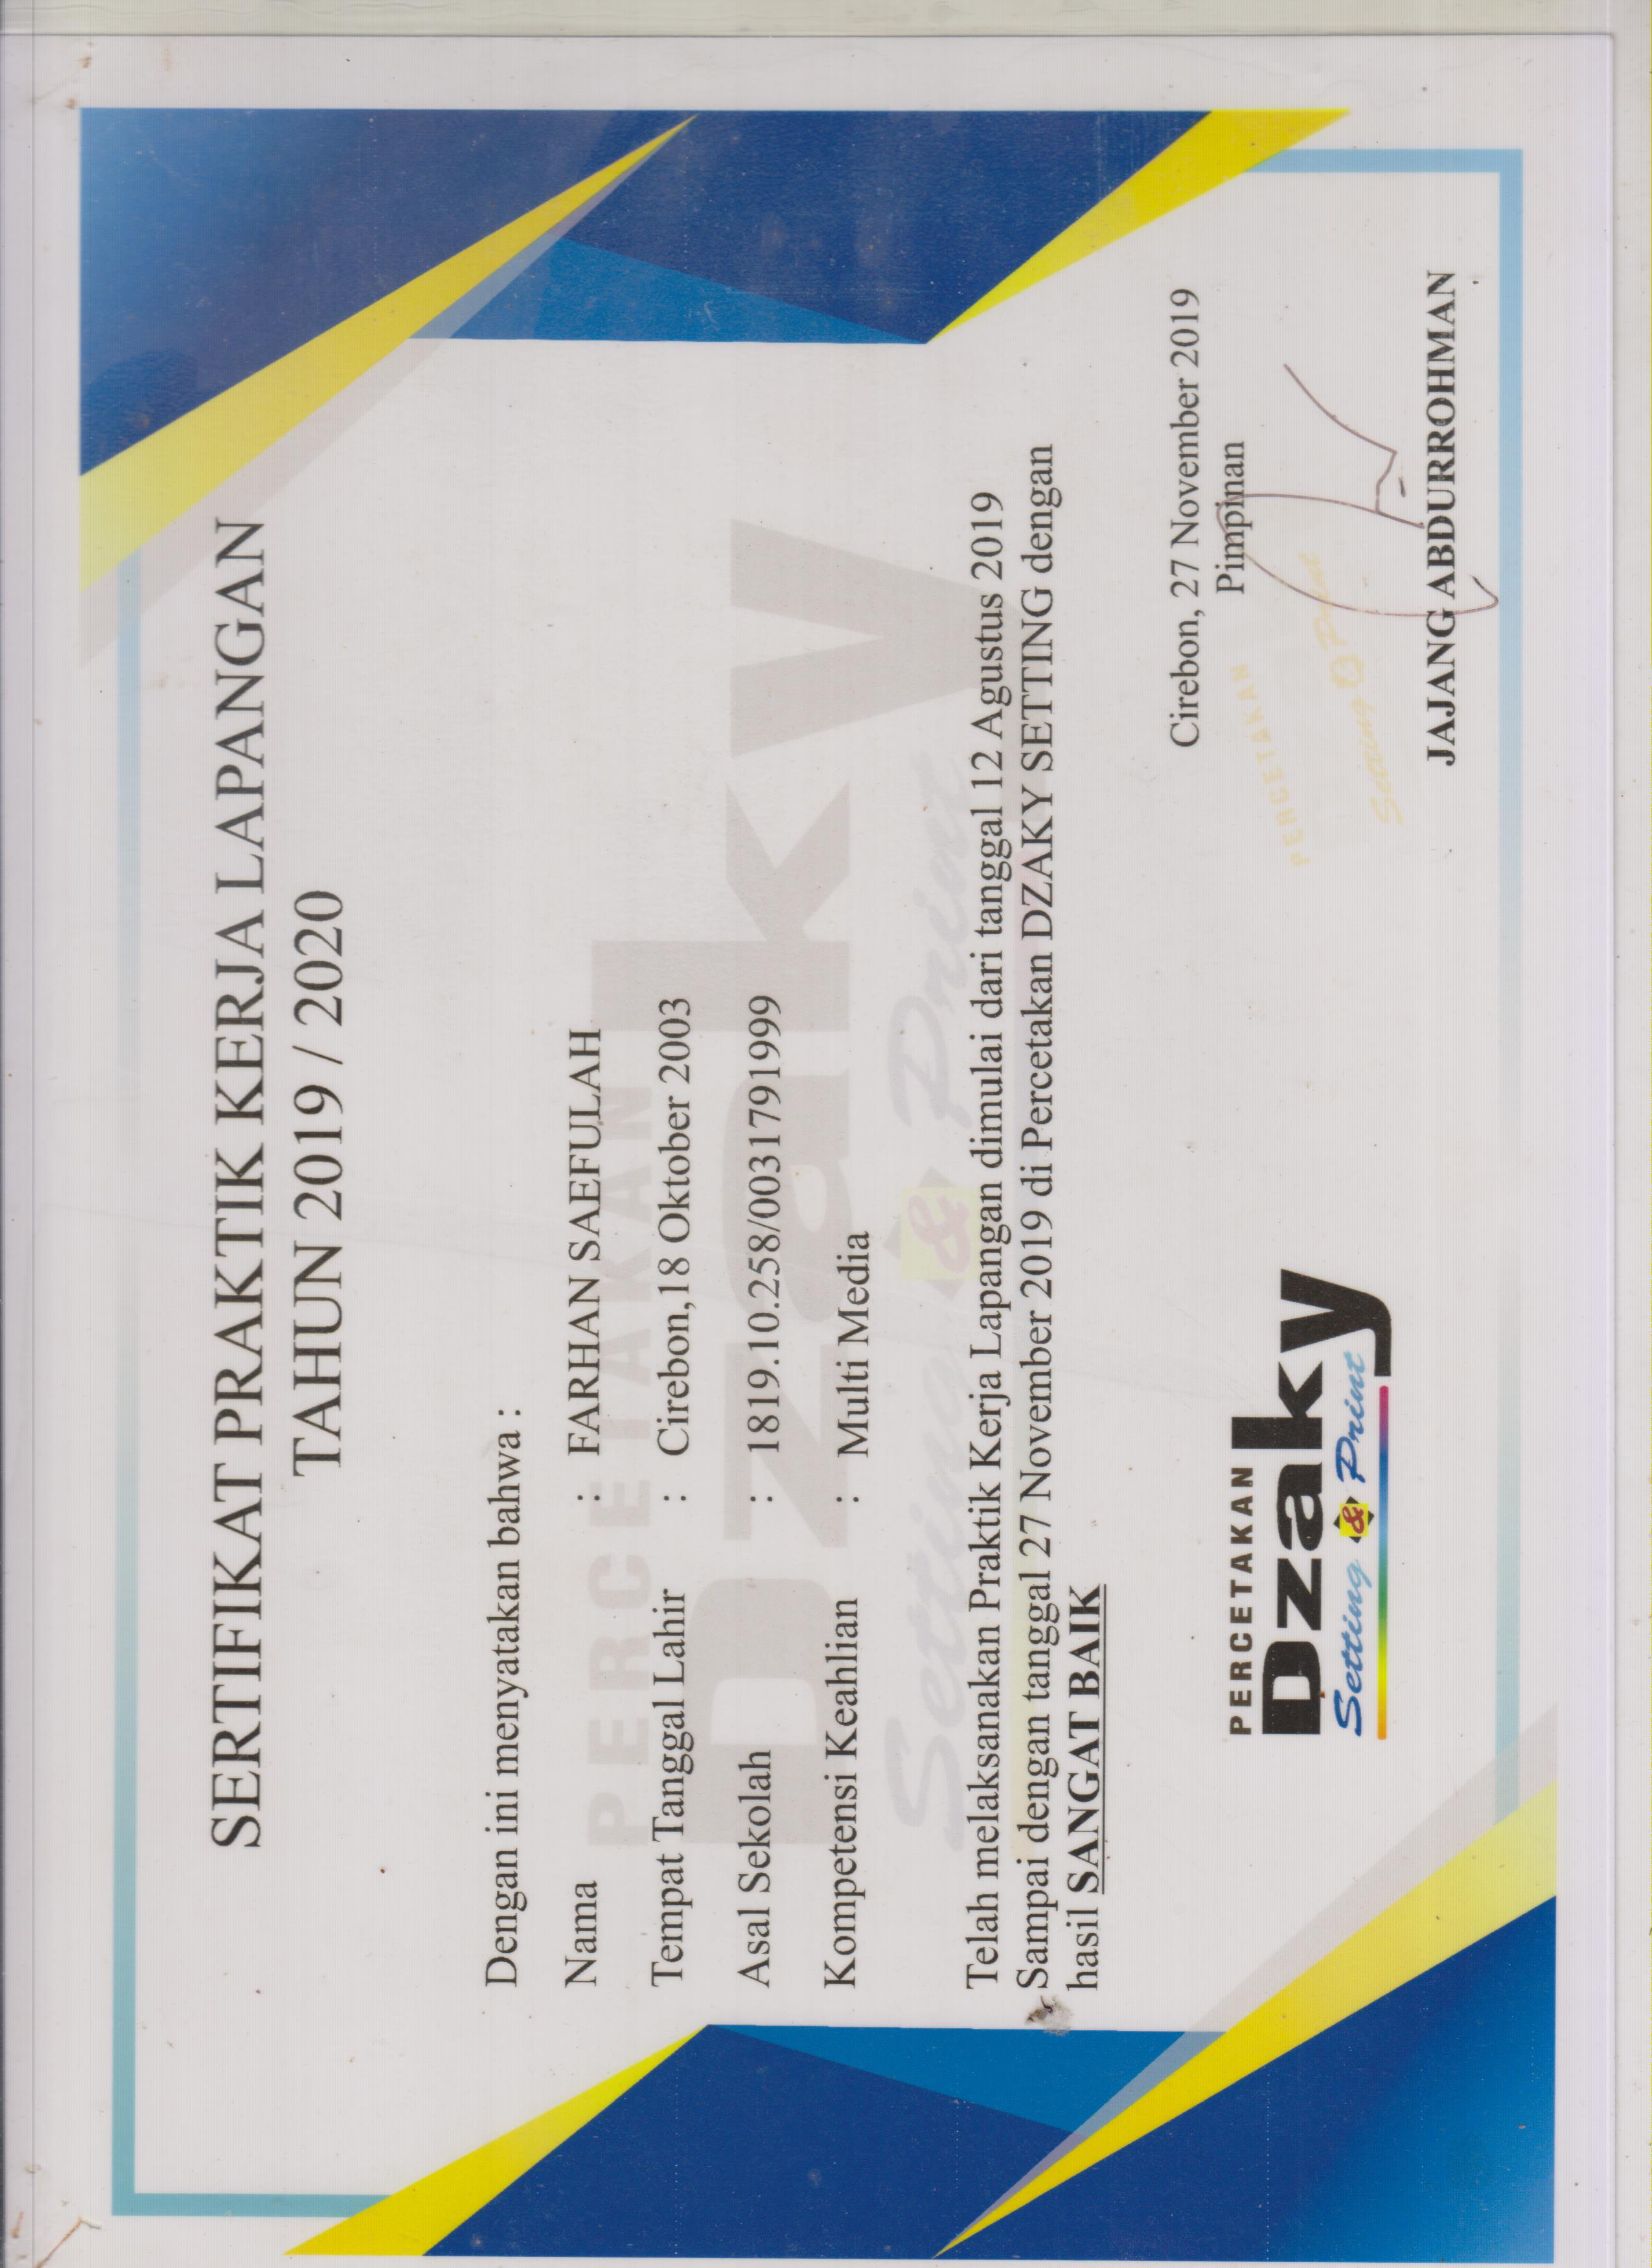 SERTIFIKAT PRAKTIK KERJA LAPANGAN
TAHUN 2019 / 2020
Dengan ini menyatakan bahwa :
Nama : FARHAN SAEFULAH
Tempat Tanggal Lahir : Cirebon,18 Oktober 2003
Asal Sekolah : 1819.10.258/0031791999
Kompetensi Keahlian : Multi Media
PERCETAKAN
Dzaky
Setting & Print
Telah melaksanakan Praktik Kerja Lapangan dimulai dari tanggal 12 Agustus 2019
Sampai dengan tanggal 27 November 2019 di Percetakan DZAKY SETTING dengan
hasil SANGAT BAIK
Cirebon, 27 November 2019
Pimpinan
PERCETAKAN
Dzaky
Setting & Print
PERCETAKAN
Setting & Print
JAJANG ABDURROHMAN